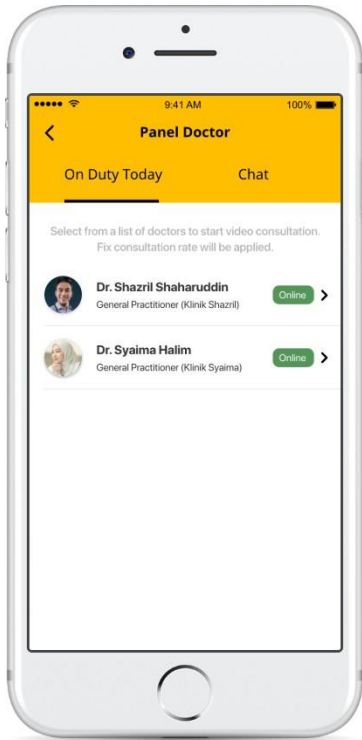 9:41 AM
100%
Panel Doctor
On Duty Today
Chat
Select from a list of doctors to start video consultation.
Fix consultation rate will be applied.
Dr. Shazril Shaharuddin
Online
General Practitioner (Klinik Shazril)
Dr. Syaima Halim
Online
General Practitioner (Klinik Syaima)